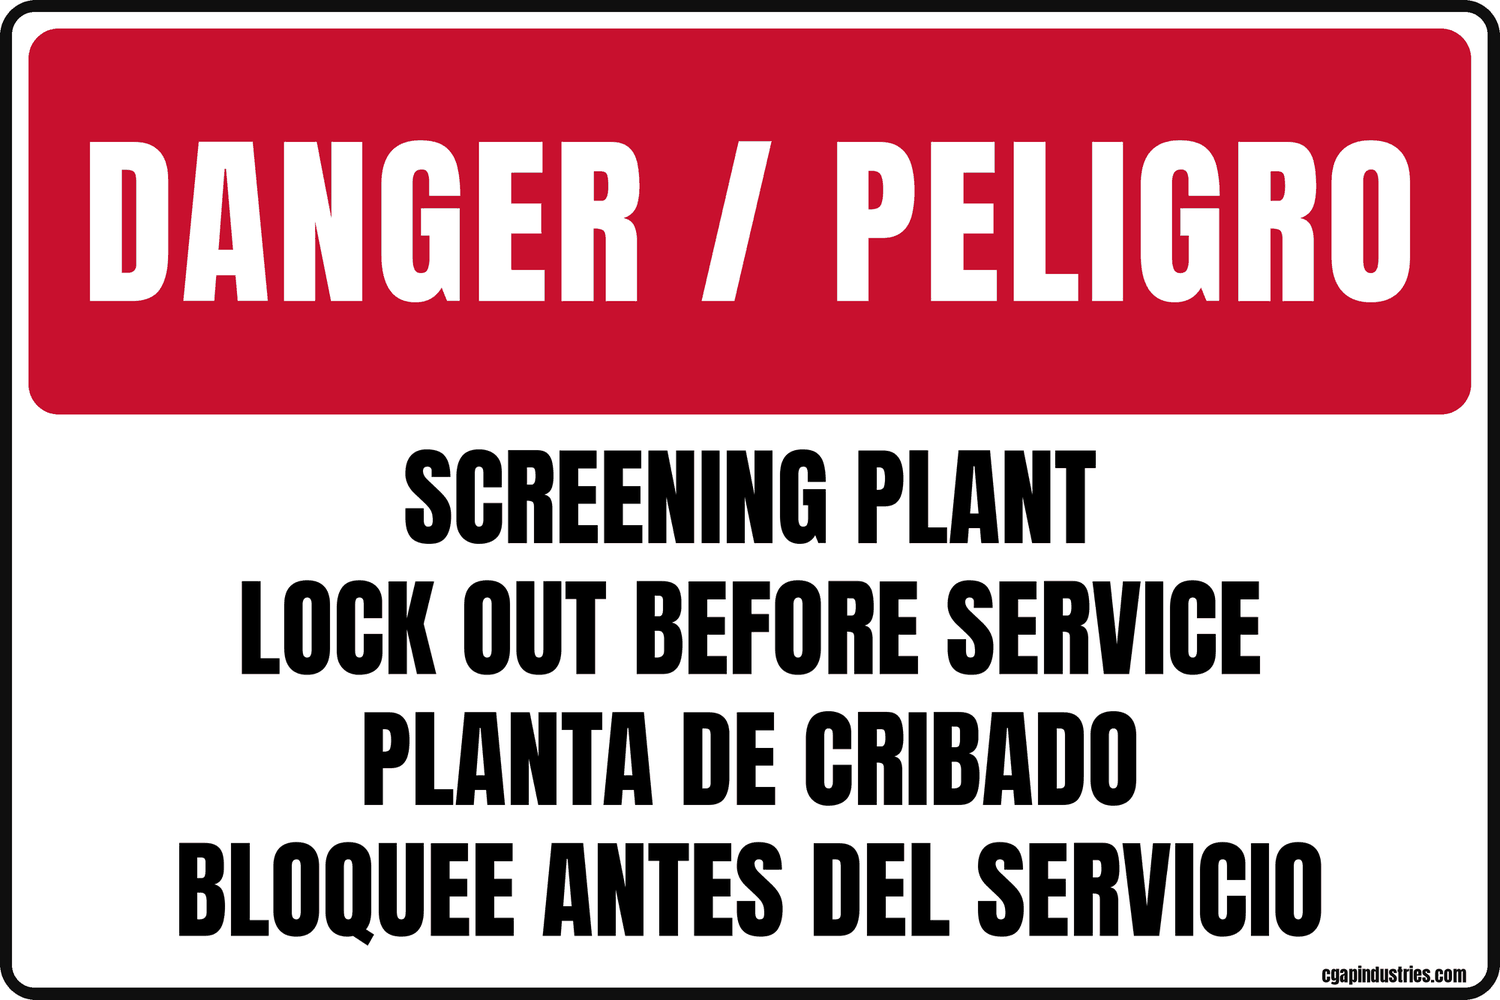 DANGER / PELIGRO
SCREENING PLANT
LOCK OUT BEFORE SERVICE
PLANTA DE CRIBADO
BLOQUEE ANTES DEL SERVICIO
cgapindustries.com